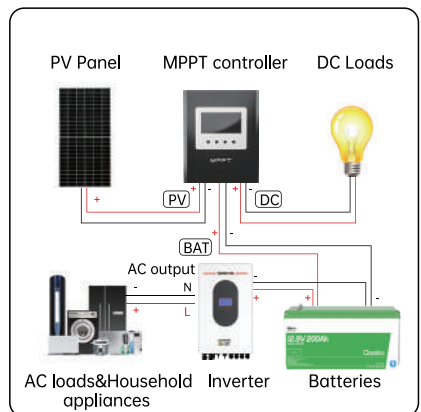 PV Panel MPPT controller DC Loads
MPPT
+ PV + - + DC -
+ BAT -
AC output
- N
+ L
- +
+ -
12.8V 200Ah
AC loads&Household appliances
Inverter
Batteries